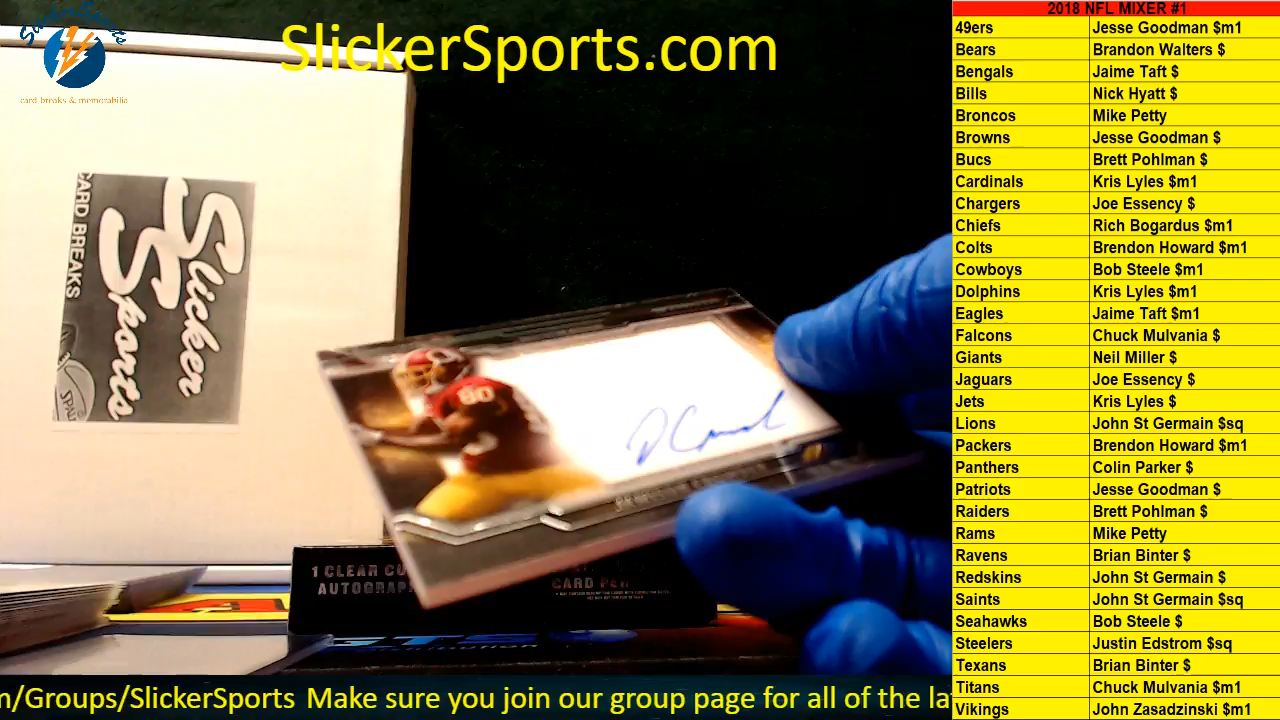 SlickerSports
card breaks & memorabilia
SlickerSports.com
Slicker
Sports
CARD BREAKS
80
1 CLEAR
AUTOGRAPH
CARD PER
m/Groups/SlickerSports Make sure you join our group page for all of the la
2018 NFL MIXER #1
49ers Jesse Goodman $m1
Bears Brandon Walters $
Bengals Jaime Taft $
Bills Nick Hyatt $
Broncos Mike Petty
Browns Jesse Goodman $
Bucs Brett Pohlman $
Cardinals Kris Lyles $m1
Chargers Joe Essency $
Chiefs Rich Bogardus $m1
Colts Brendon Howard $m1
Cowboys Bob Steele $m1
Dolphins Kris Lyles $m1
Eagles Jaime Taft $m1
Falcons Chuck Mulvania $
Giants Neil Miller $
Jaguars Joe Essency $
Jets Kris Lyles $
Lions John St Germain $sq
Packers Brendon Howard $m1
Panthers Colin Parker $
Patriots Jesse Goodman $
Raiders Brett Pohlman $
Rams Mike Petty
Ravens Brian Binter $
Redskins John St Germain $
Saints John St Germain $sq
Seahawks Bob Steele $
Steelers Justin Edstrom $sq
Texans Brian Binter $
Titans Chuck Mulvania $m1
Vikings John Zasadzinski $m1